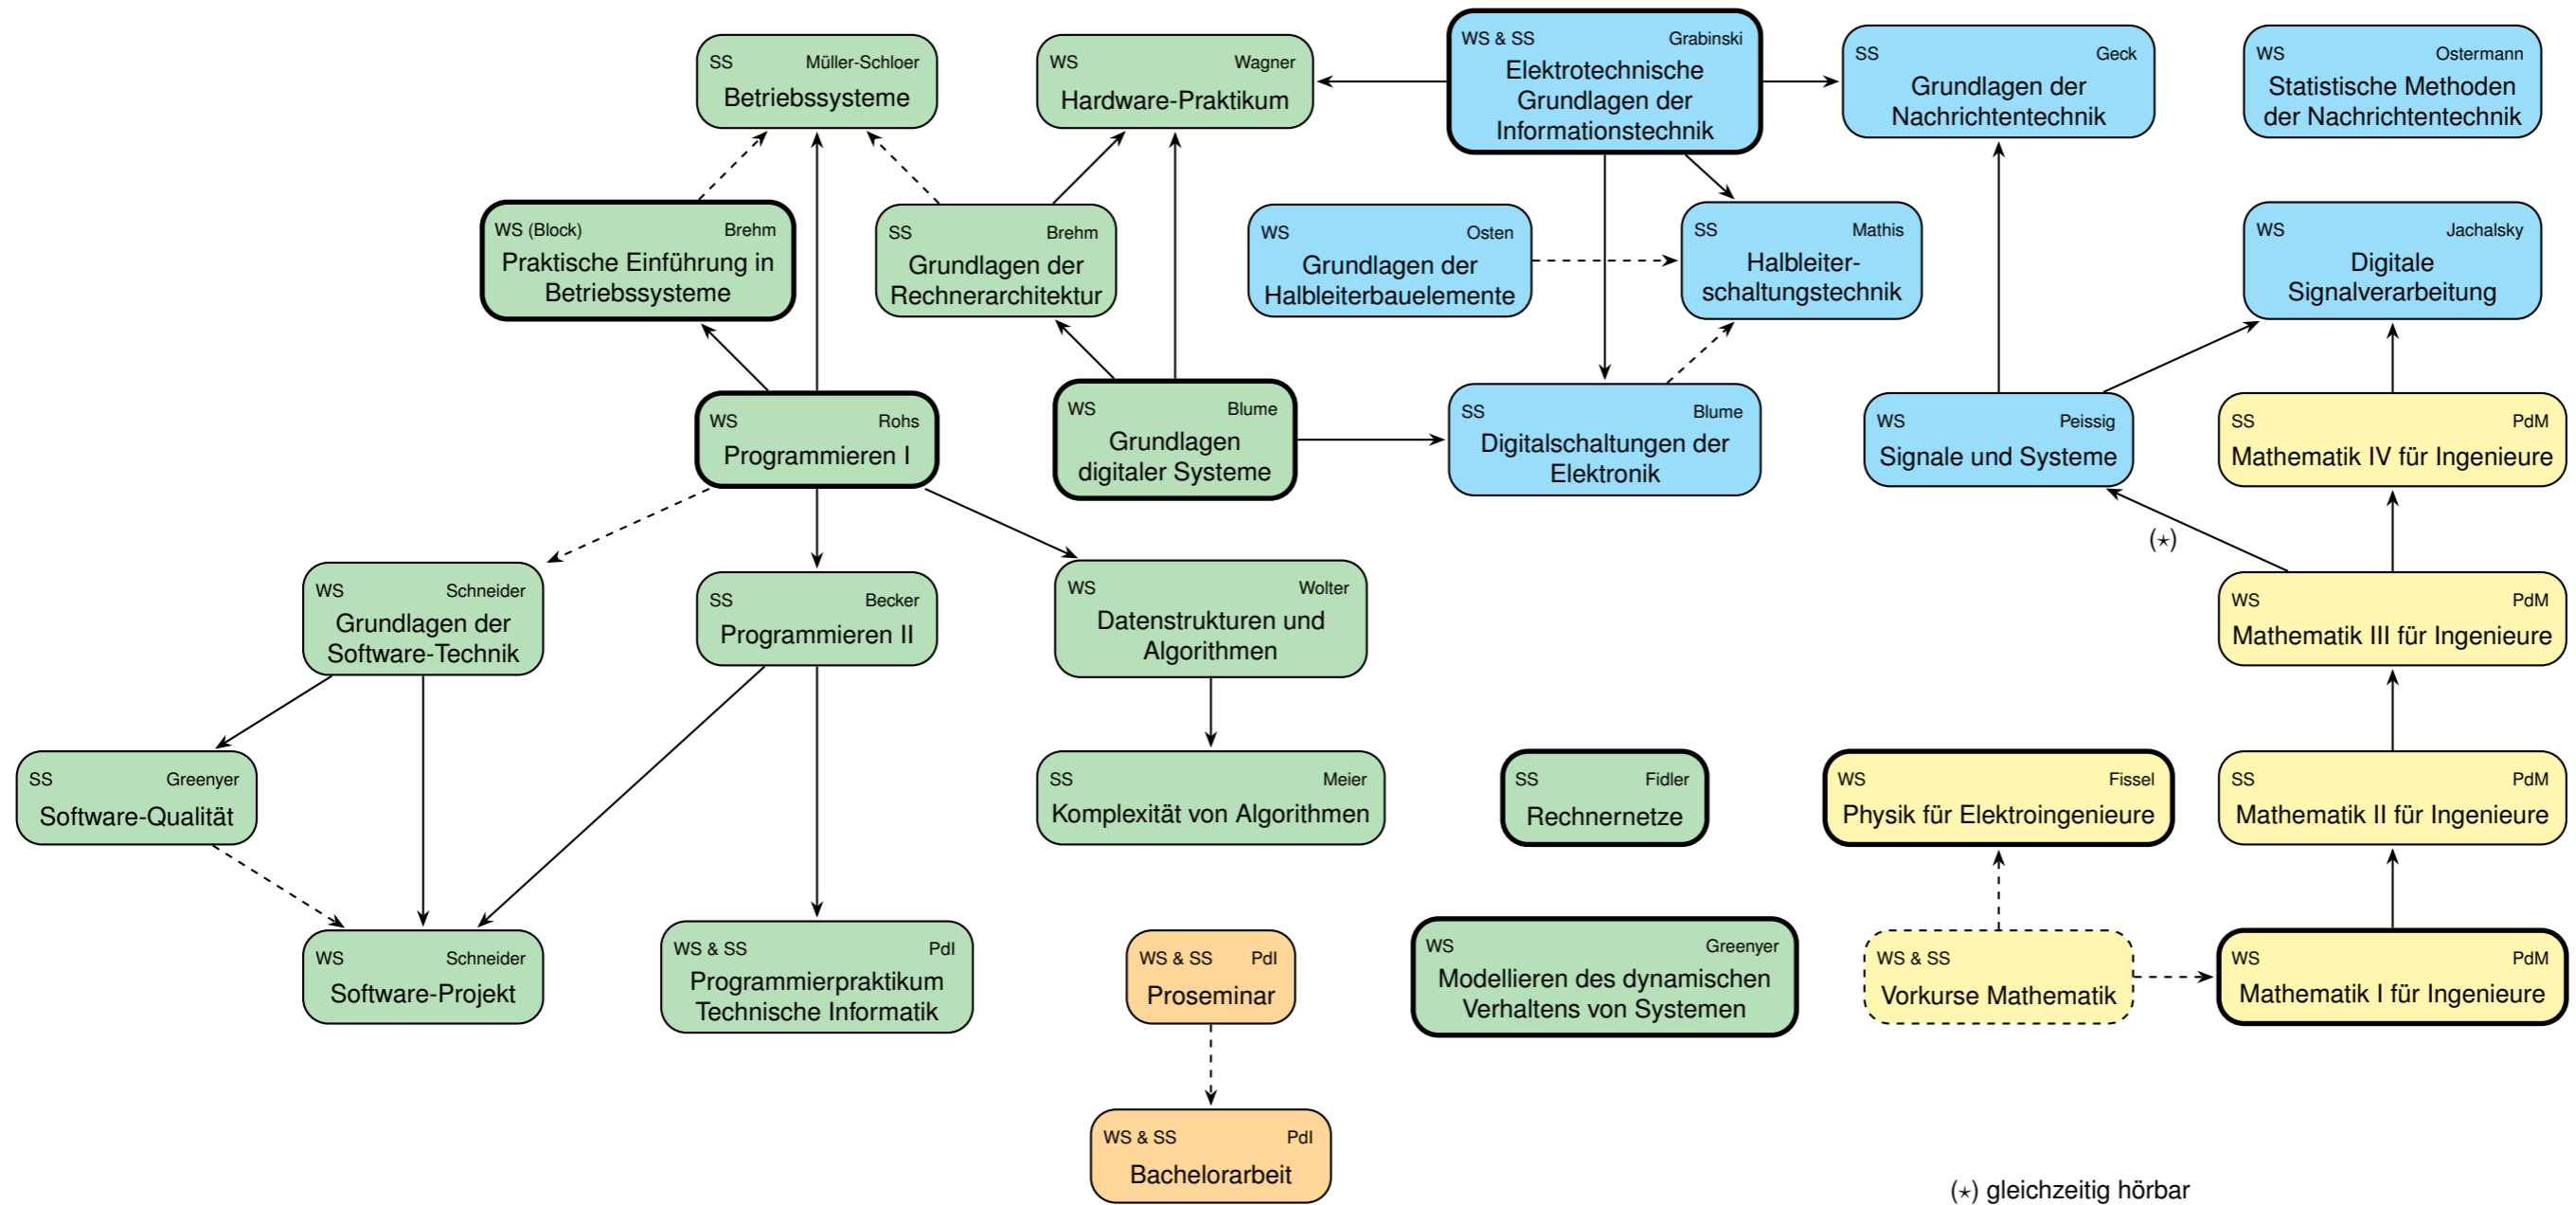 SS Müller-Schloer
Betriebssysteme
WS Wagner
Hardware-Praktikum
WS & SS Grabinski
Elektrotechnische
Grundlagen der
Informationstechnik
SS Geck
Grundlagen der
Nachrichtentechnik
WS Ostermann
Statistische Methoden
der Nachrichtentechnik
WS (Block) Brehm
Praktische Einführung in
Betriebssysteme
SS Brehm
Grundlagen der
Rechnerarchitektur
WS Osten
Grundlagen der
Halbleiterbauelemente
SS Mathis
Halbleiter-
schaltungstechnik
WS Jachalsky
Digitale
Signalverarbeitung
WS Rohs
Programmieren I
WS Blume
Grundlagen
digitaler Systeme
SS Blume
Digitalschaltungen der
Elektronik
WS Peissig
Signale und Systeme
SS PdM
Mathematik IV für Ingenieure
(⋆)
WS Schneider
Grundlagen der
Software-Technik
SS Becker
Programmieren II
WS Wolter
Datenstrukturen und
Algorithmen
WS PdM
Mathematik III für Ingenieure
SS Greenyer
Software-Qualität
SS Meier
Komplexität von Algorithmen
SS Fidler
Rechnernetze
WS Fissel
Physik für Elektroingenieure
SS PdM
Mathematik II für Ingenieure
WS Schneider
Software-Projekt
WS & SS PdI
Programmierpraktikum
Technische Informatik
WS & SS PdI
Proseminar
WS Greenyer
Modellieren des dynamischen
Verhaltens von Systemen
WS & SS
Vorkurse Mathematik
WS PdM
Mathematik I für Ingenieure
WS & SS PdI
Bachelorarbeit
(⋆) gleichzeitig hörbar